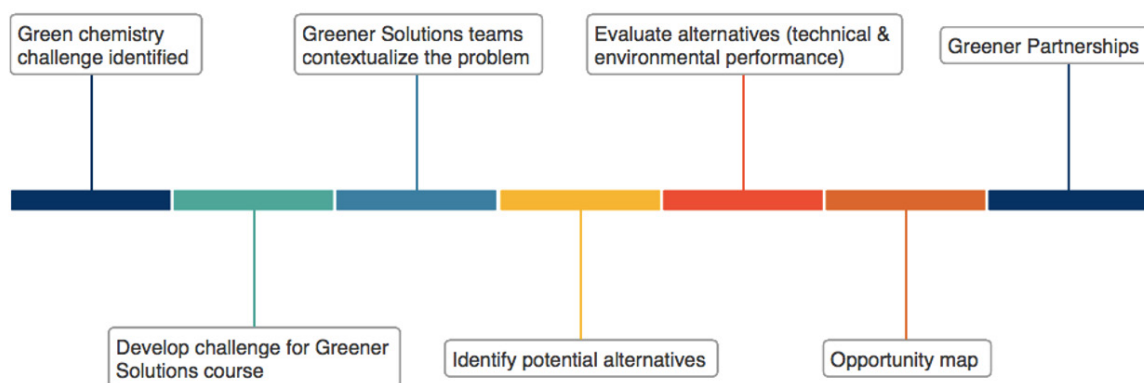 Green chemistry
challenge identified
Greener Solutions teams
contextualize the problem
Evaluate alternatives (technical &
environmental performance)
Greener Partnerships
Develop challenge for Greener
Solutions course
Identify potential alternatives
Opportunity map